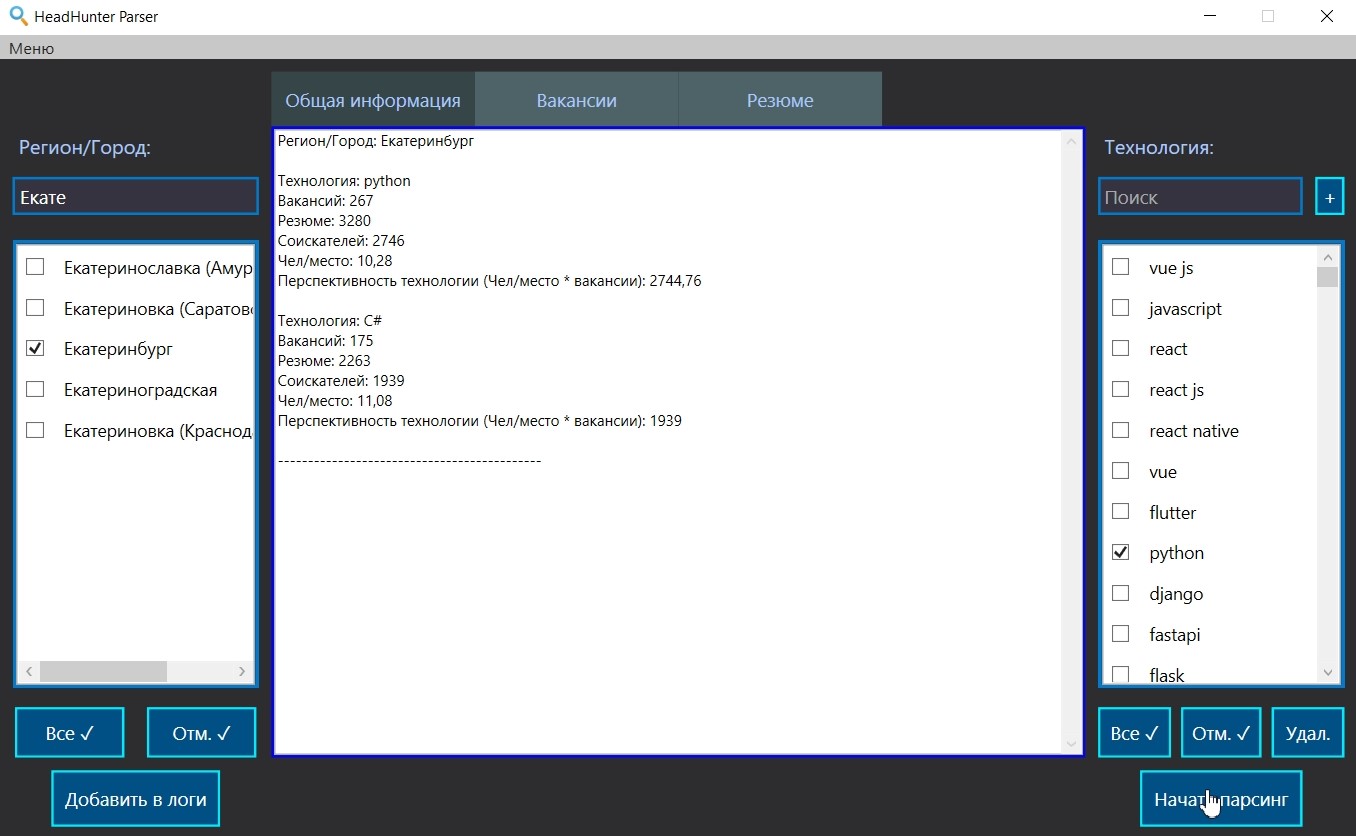 HeadHunter Parser
Меню
Общая информация
Вакансии
Резюме
Регион/Город:
Екате
Екатеринославка (Амур
Екатериновка (Саратовс
Екатеринбург
Екатериноградская
Екатериновка (Краснода
Все ✓
Отм. ✓
Добавить в логи
Регион/Город: Екатеринбург
Технология: python
Вакансий: 267
Резюме: 3280
Соискателей: 2746
Чел/место: 10,28
Перспективность технологии (Чел/место * вакансии): 2744,76
Технология: C#
Вакансий: 175
Резюме: 2263
Соискателей: 1939
Чел/место: 11,08
Перспективность технологии (Чел/место * вакансии): 1939
--------------------------------------------
Технология:
Поиск
+
vue js
javascript
react
react js
react native
vue
flutter
python
django
fastapi
flask
Все ✓
Отм. ✓
Удал.
Начать парсинг